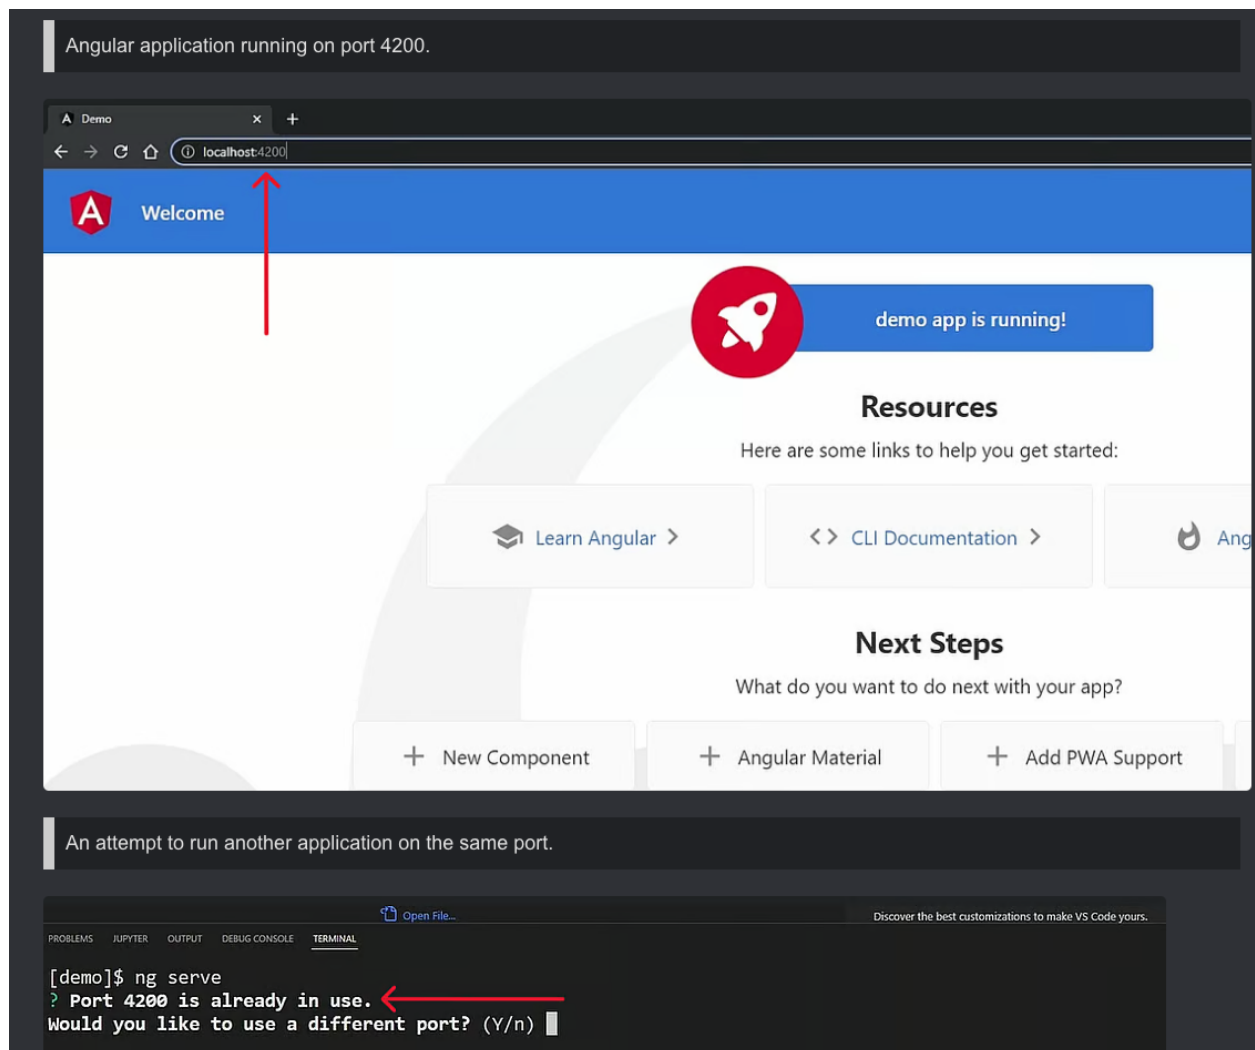 Angular application running on port 4200.
Demo
localhost:4200
Welcome
demo app is running!
Resources
Here are some links to help you get started:
Learn Angular
CLI Documentation
Ang
Next Steps
What do you want to do next with your app?
New Component
Angular Material
Add PWA Support
An attempt to run another application on the same port.
Open File...
Discover the best customizations to make VS Code yours.
PROBLEMS JUPYTER OUTPUT DEBUG CONSOLE TERMINAL
[demo]$ ng serve
? Port 4200 is already in use.
Would you like to use a different port? (Y/n)